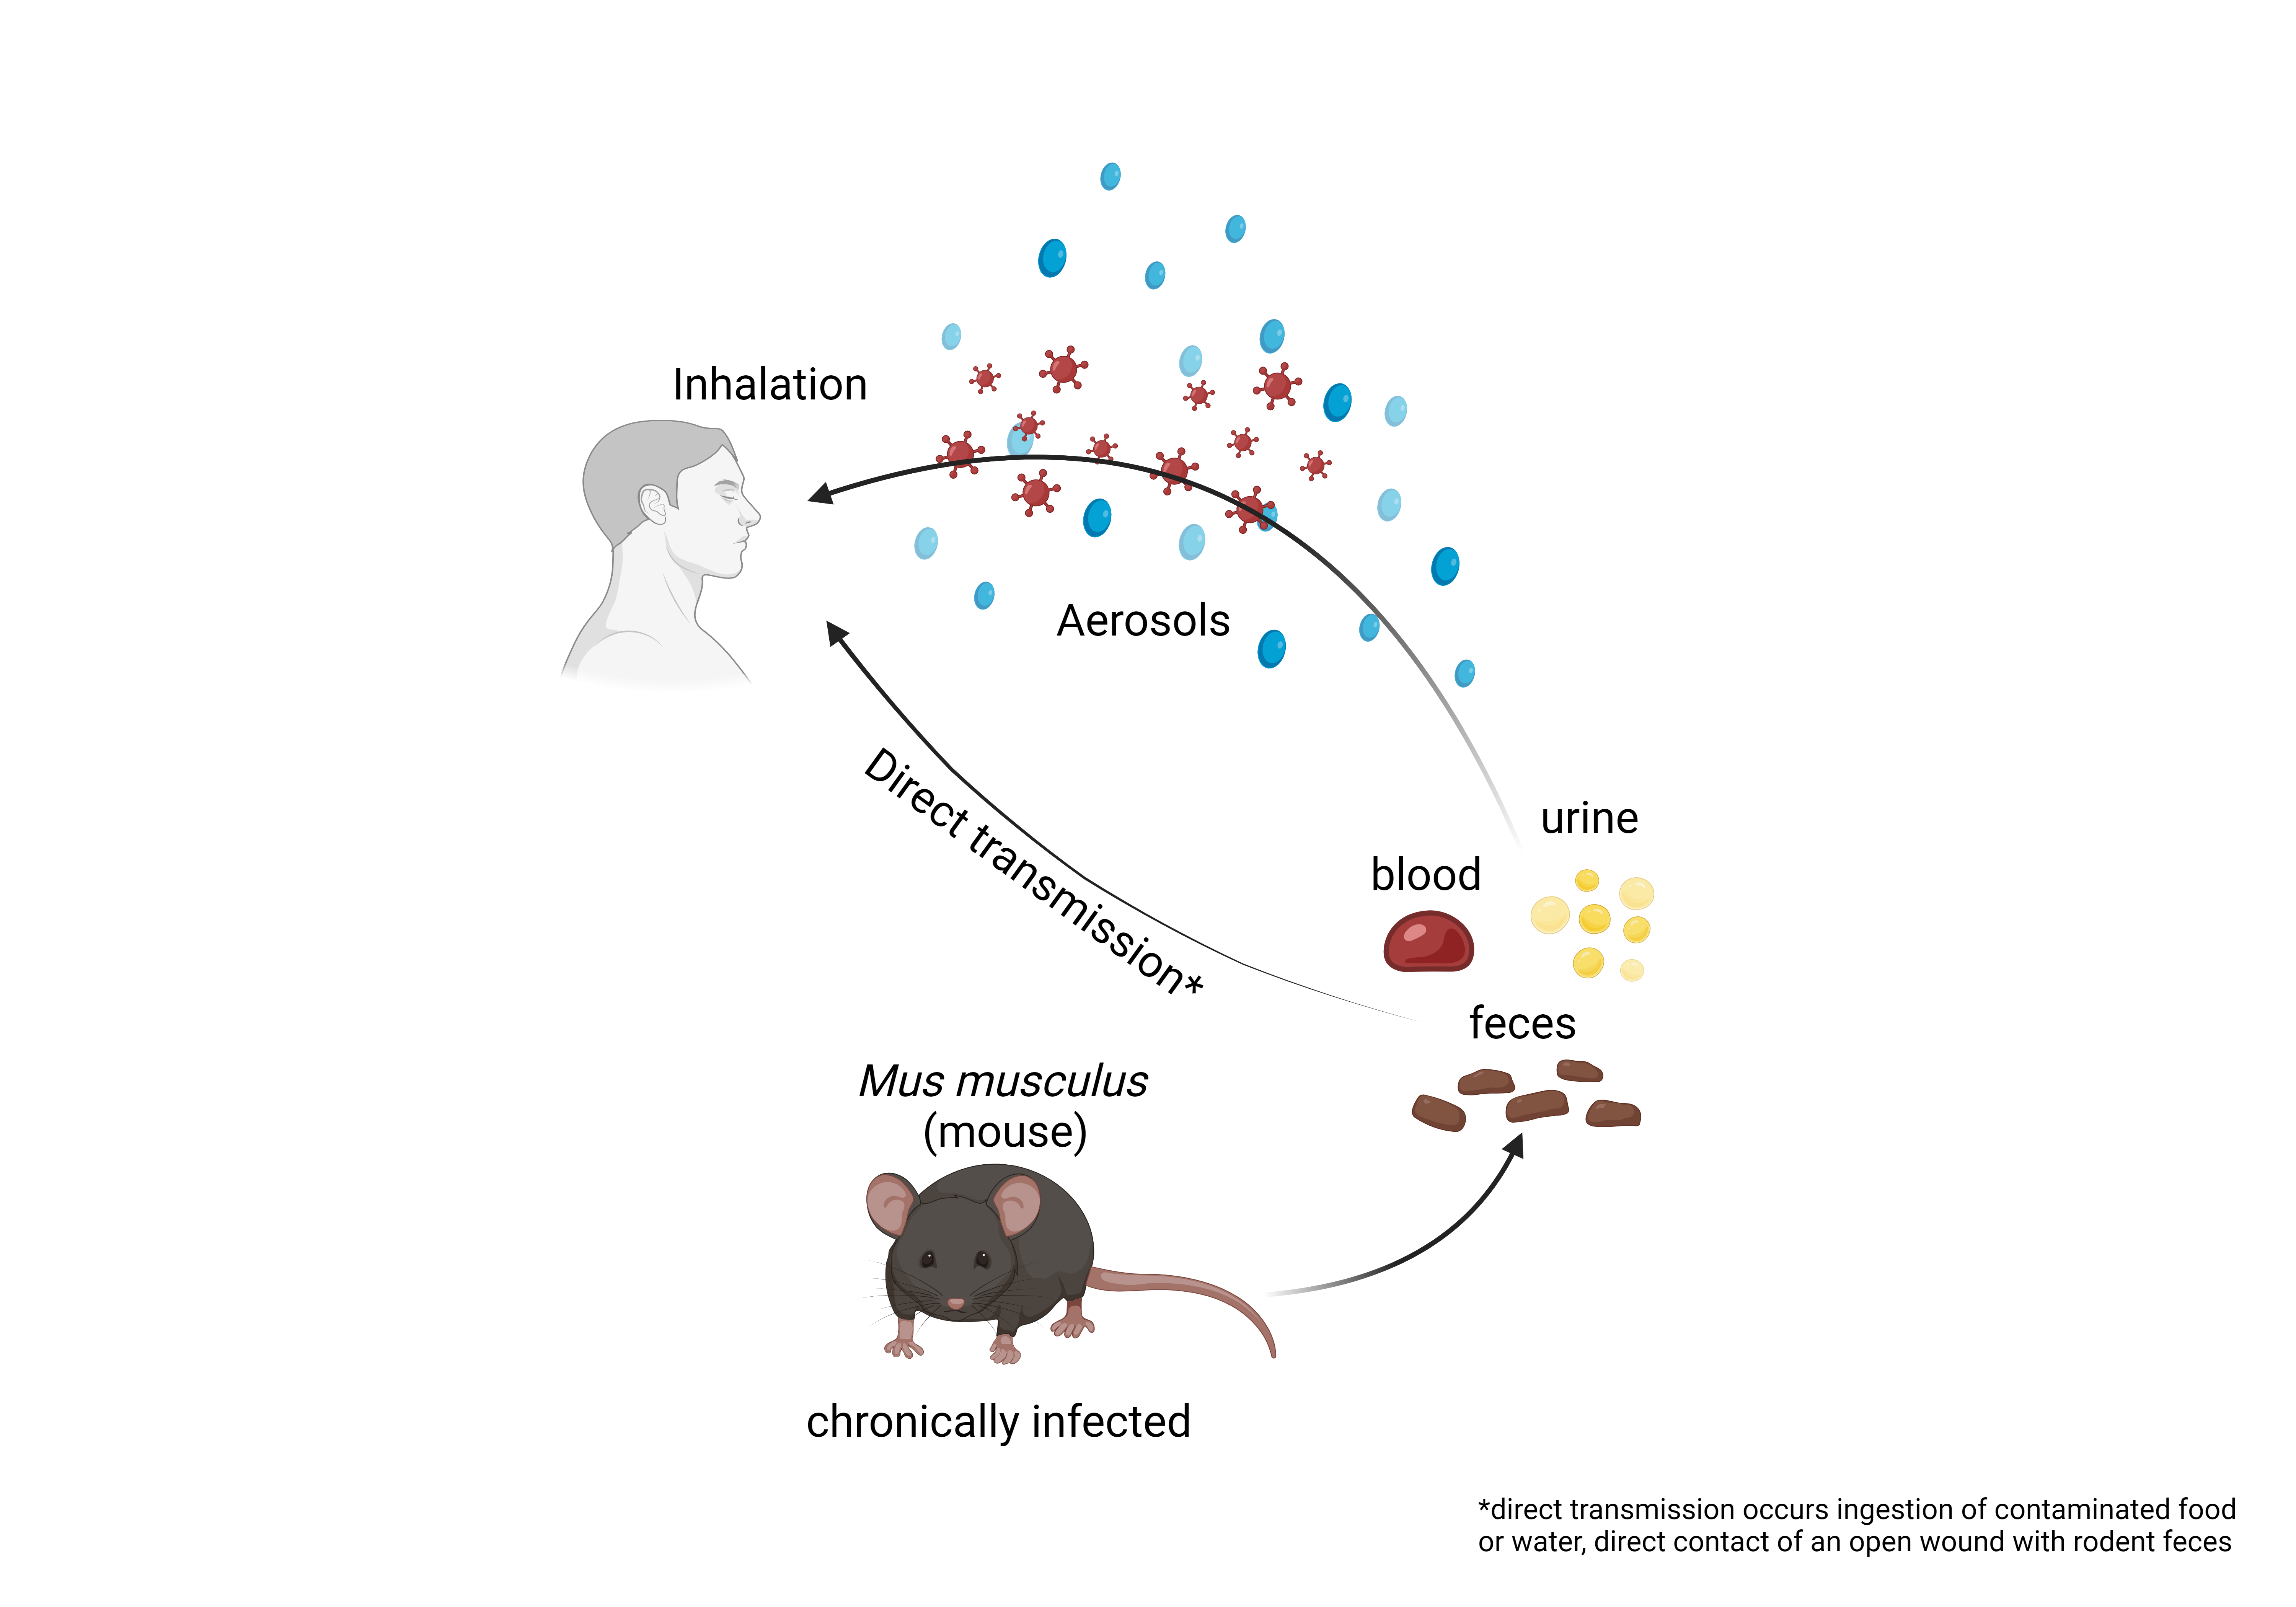 Inhalation
Aerosols
Direct transmission*
urine
blood
feces
Mus musculus
(mouse)
chronically infected
*direct transmission occurs ingestion of contaminated food
or water, direct contact of an open wound with rodent feces